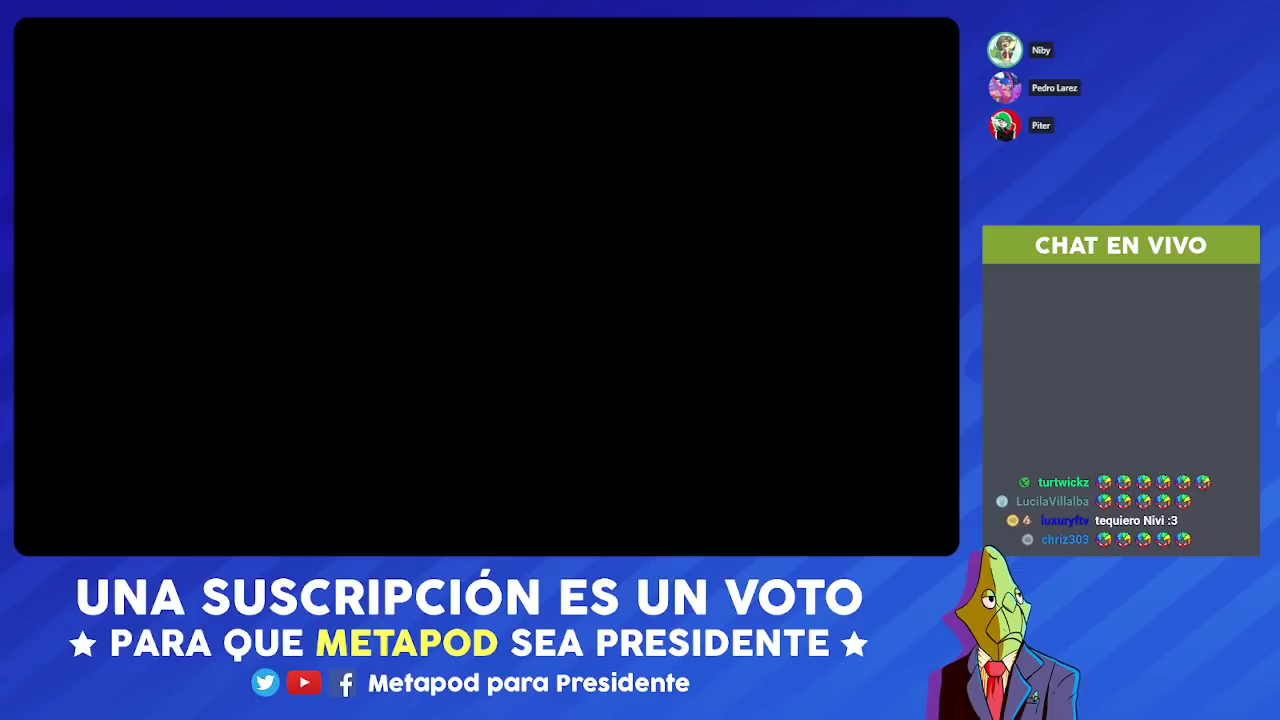 Niby
Pedro Larez
Piter
CHAT EN VIVO
turtwickz
LucilaVillalba
luxuryftv tequiero Nivi :3
chriz303
UNA SUSCRIPCIÓN ES UN VOTO
★ PARA QUE METAPOD SEA PRESIDENTE ★
Metapod para Presidente